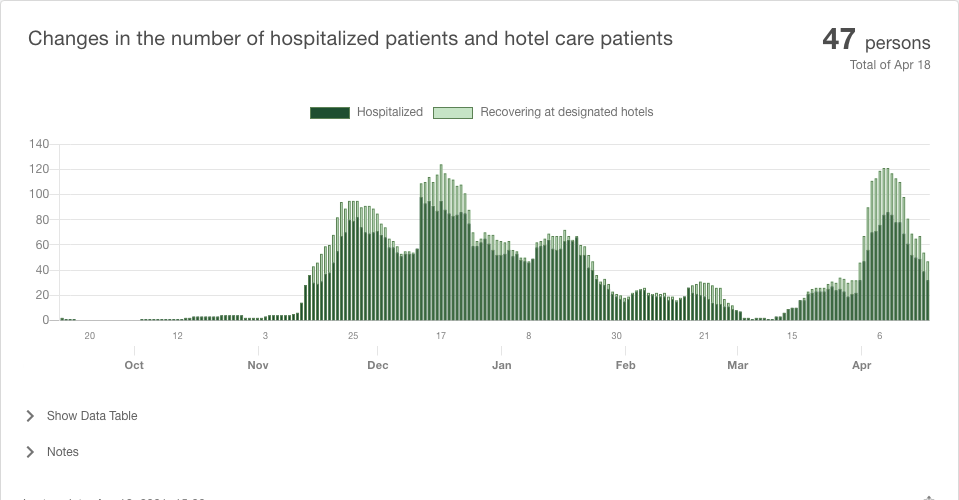 Changes in the number of hospitalized patients and hotel care patients
47 persons
Total of Apr 18
Hospitalized Recovering at designated hotels
140
120
100
80
60
40
20
0
20 12 3 25 17 8 30 21 15 6
Oct Nov Dec Jan Feb Mar Apr
Show Data Table
Notes